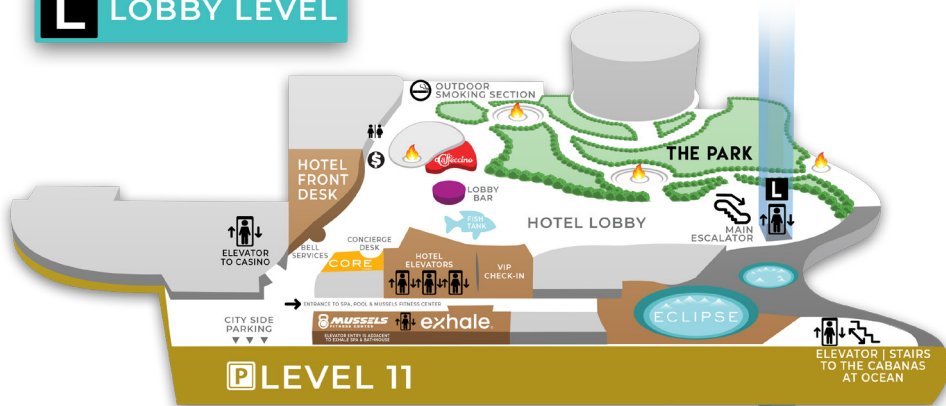 L LOBBY LEVEL
OUTDOOR
SMOKING SECTION
Caffeccino
THE PARK
HOTEL
FRONT
DESK
$
LOBBY
BAR
FISH
TANK
HOTEL LOBBY
L
MAIN
ESCALATOR
ELEVATOR
TO CASINO
BELL
SERVICES
CONCIERGE
DESK
CORE
HOTEL
ELEVATORS
VIP
CHECK-IN
ENTRANCE TO SPA, POOL & MUSSELS FITNESS CENTER
CITY SIDE
PARKING
MUSSELS
FITNESS CENTER
exhale
ELEVATOR ENTRY IS ADJACENT
TO EXHALE SPA & BATHHOUSE
ECLIPSE
ELEVATOR | STAIRS
TO THE CABANAS
AT OCEAN
P LEVEL 11